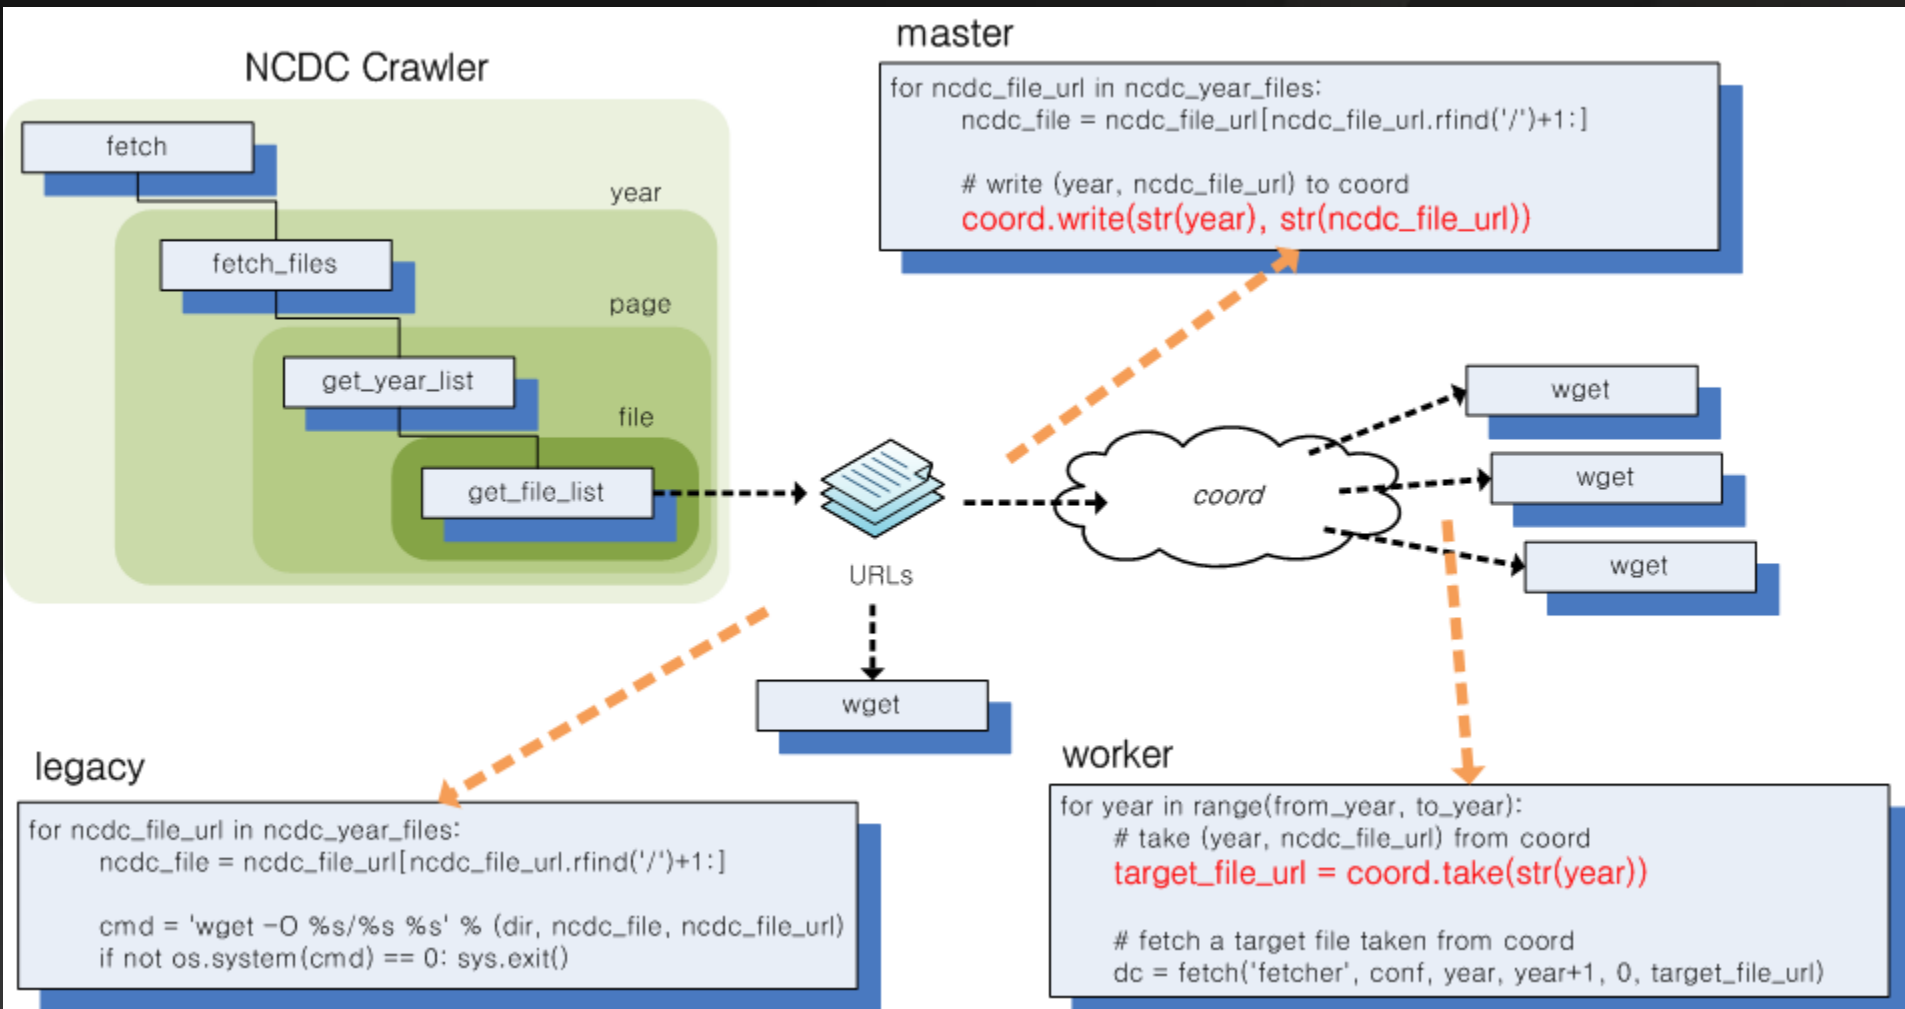 NCDC Crawler
fetch
year
fetch_files
page
get_year_list
file
get_file_list
URLs
wget
master
for ncdc_file_url in ncdc_year_files:
ncdc_file = ncdc_file_url[ncdc_file_url.rfind('/')+1:]
# write (year, ncdc_file_url) to coord
coord.write(str(year), str(ncdc_file_url))
coord
wget
wget
wget
legacy
for ncdc_file_url in ncdc_year_files:
ncdc_file = ncdc_file_url[ncdc_file_url.rfind('/')+1:]
cmd = 'wget -O %s/%s %s' % (dir, ncdc_file, ncdc_file_url)
if not os.system(cmd) == 0: sys.exit()
worker
for year in range(from_year, to_year):
# take (year, ncdc_file_url) from coord
target_file_url = coord.take(str(year))
# fetch a target file taken from coord
dc = fetch('fetcher', conf, year, year+1, 0, target_file_url)